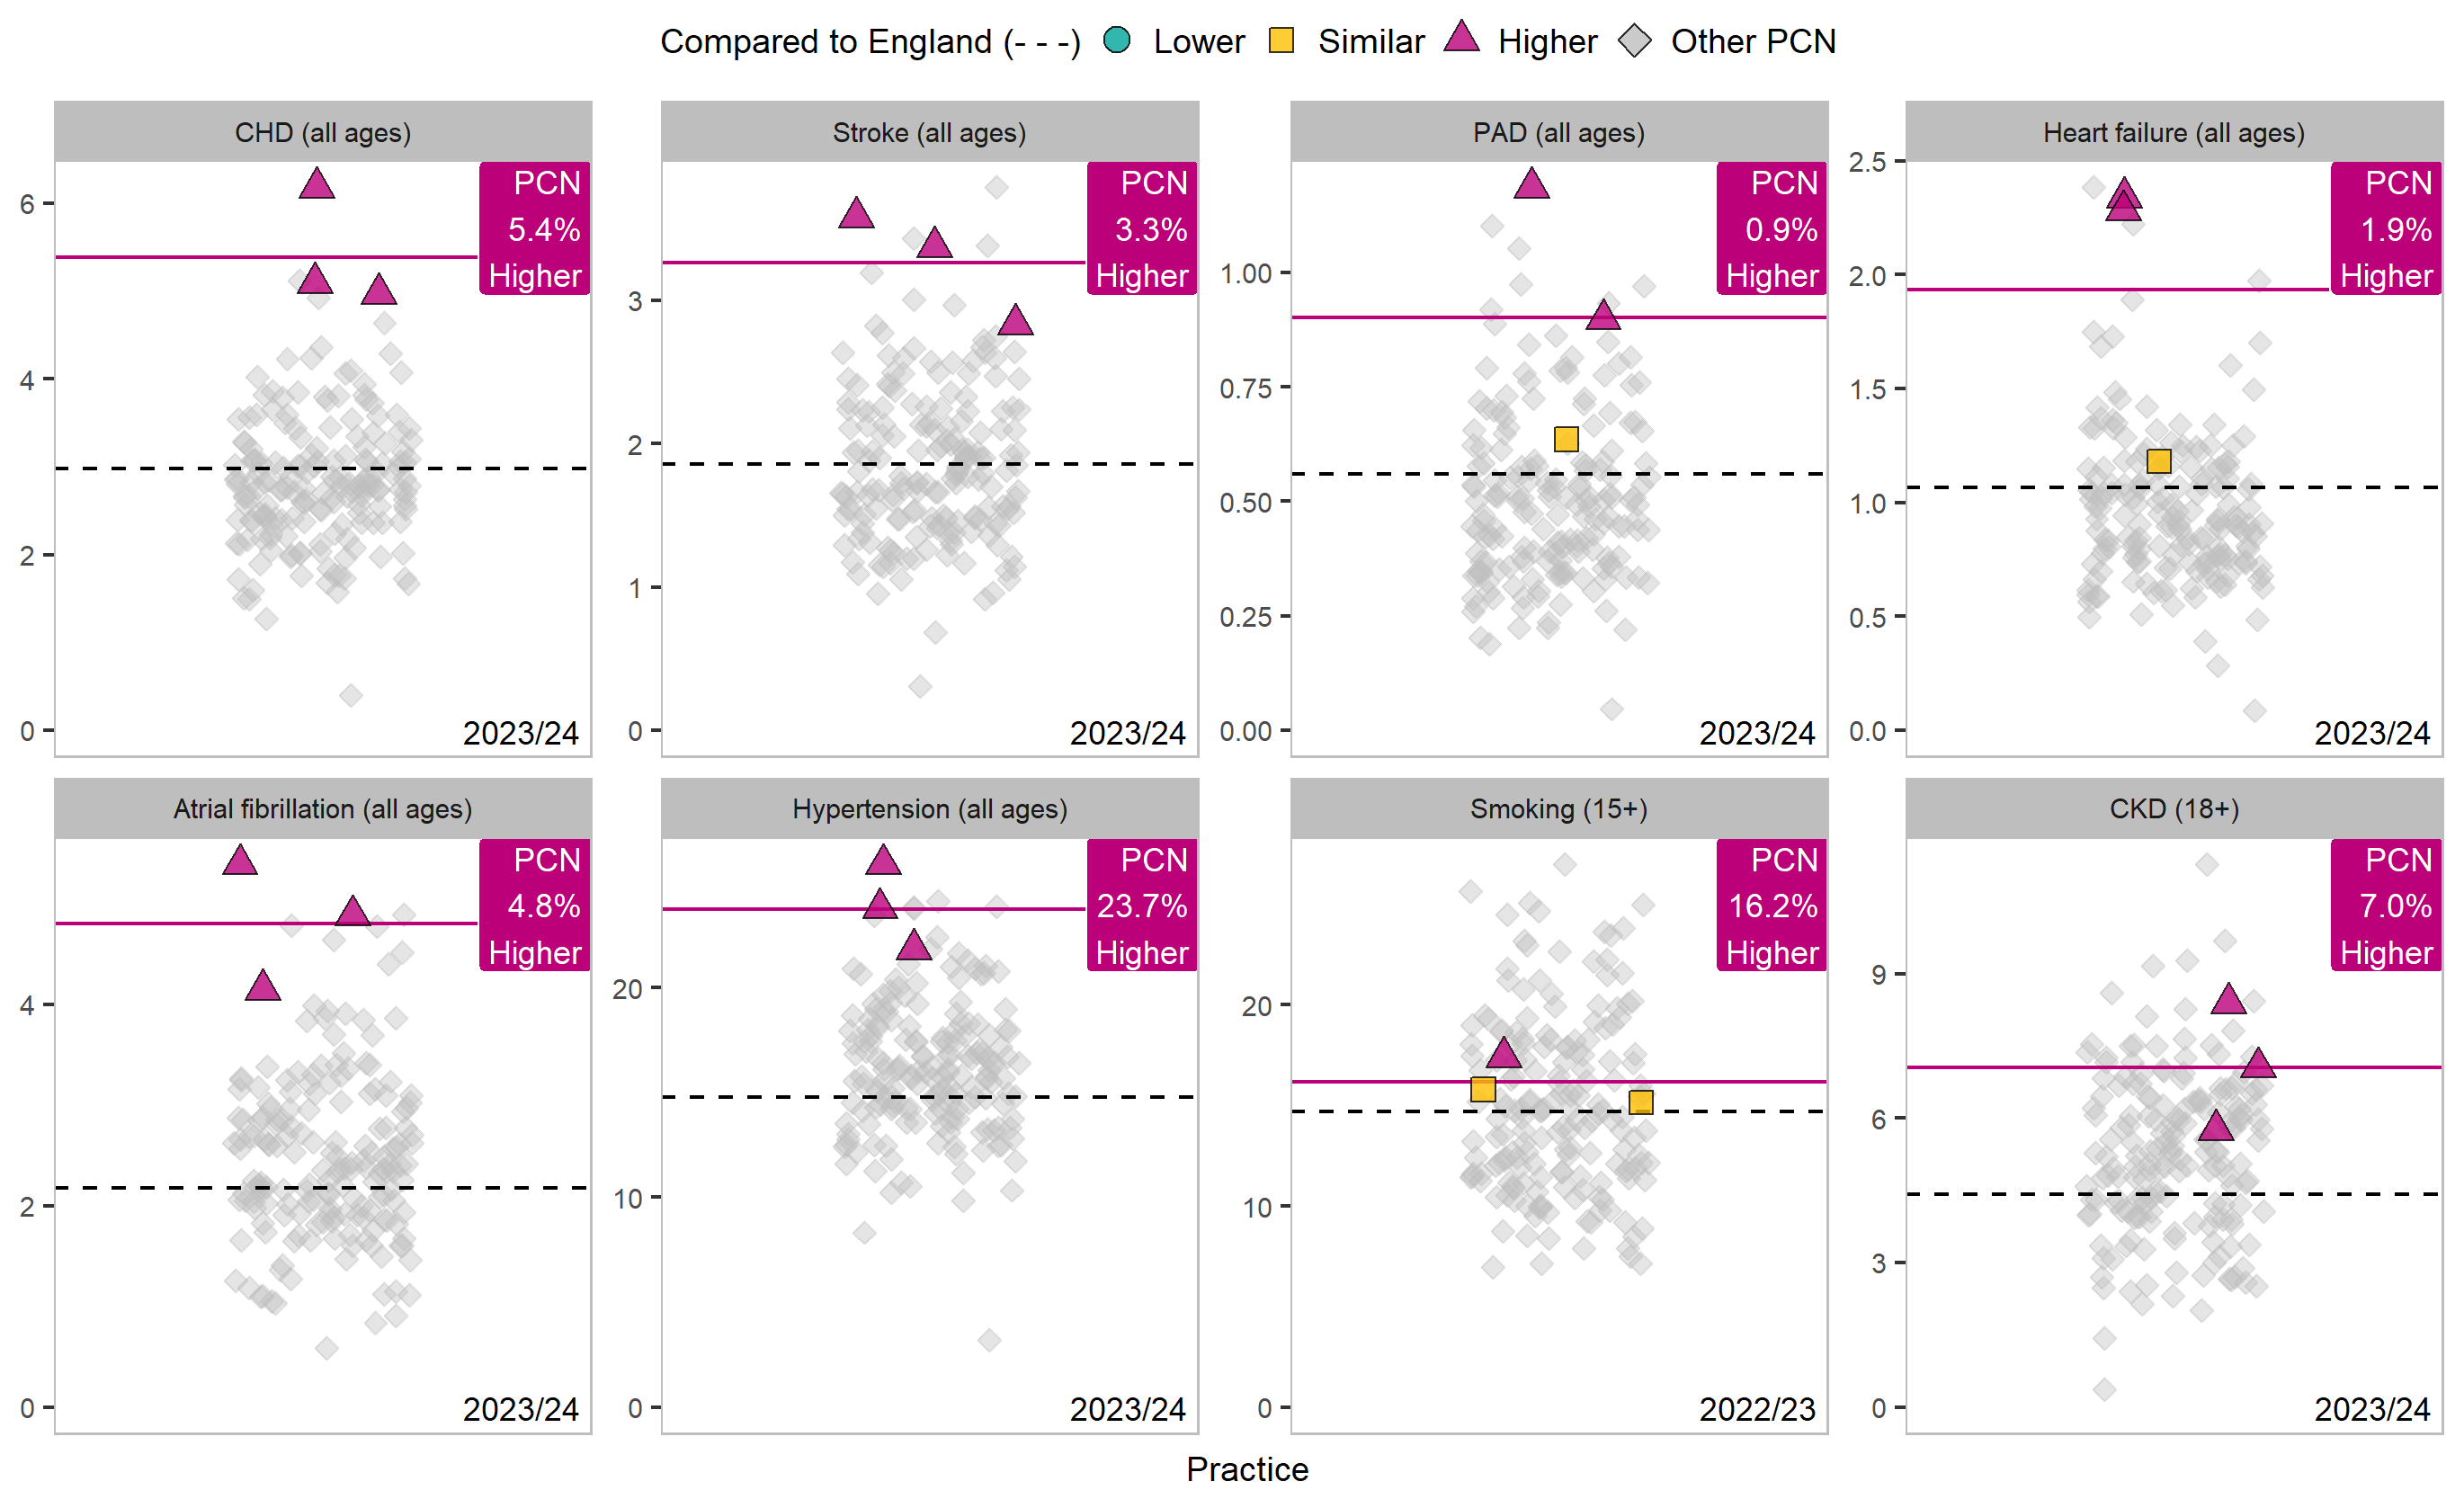 Compared to England (- - -) Lower Similar Higher Other PCN
CHD (all ages)
6
4
2
0
PCN
5.4%
Higher
2023/24
Stroke (all ages)
3
2
1
0
PCN
3.3%
Higher
2023/24
PAD (all ages)
1.00
0.75
0.50
0.25
0.00
PCN
0.9%
Higher
2023/24
Heart failure (all ages)
2.5
2.0
1.5
1.0
0.5
0.0
PCN
1.9%
Higher
2023/24
Atrial fibrillation (all ages)
4
2
0
PCN
4.8%
Higher
2023/24
Hypertension (all ages)
20
10
0
PCN
23.7%
Higher
2023/24
Smoking (15+)
20
10
0
PCN
16.2%
Higher
2022/23
CKD (18+)
9
6
3
0
PCN
7.0%
Higher
2023/24
Practice